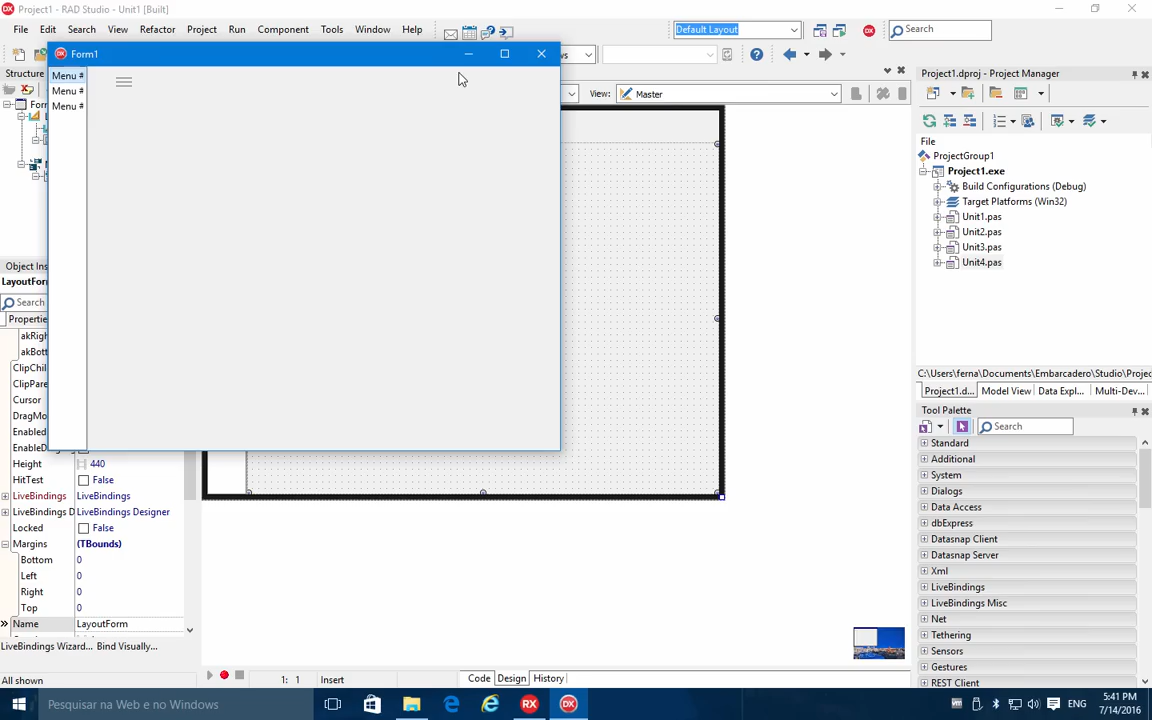 Project1 - RAD Studio - Unit1 [Built]
File Edit Search View Refactor Project Run Component Tools Window Help
Default Layout
Search
Form1
Structure
Menu #
Menu #
Menu #
View: Master
Project1.dproj - Project Manager
File
ProjectGroup1
Project1.exe
Build Configurations (Debug)
Target Platforms (Win32)
Unit1.pas
Unit2.pas
Unit3.pas
Unit4.pas
C:\Users\ferna\Documents\Embarcadero\Studio\Projec
Project1.d... Model View Data Expl... Multi-Dev...
Tool Palette
Search
Standard
Additional
System
Dialogs
Data Access
dbExpress
Datasnap Client
Datasnap Server
Xml
LiveBindings
LiveBindings Misc
Net
Tethering
Sensors
Gestures
REST Client
Object Ins
LayoutForm
Search
Properties
akRigh
akBott
ClipChil
ClipPare
Cursor
DragMo
Enabled
EnableD
Height 440
HitTest False
LiveBindings LiveBindings
LiveBindings D LiveBindings Designer
Locked False
Margins (TBounds)
Bottom 0
Left 0
Right 0
Top 0
Name LayoutForm
LiveBindings Wizard... Bind Visually...
All shown
1: 1 Insert
Code Design History
Pesquisar na Web e no Windows
ENG
5:41 PM
7/14/2016